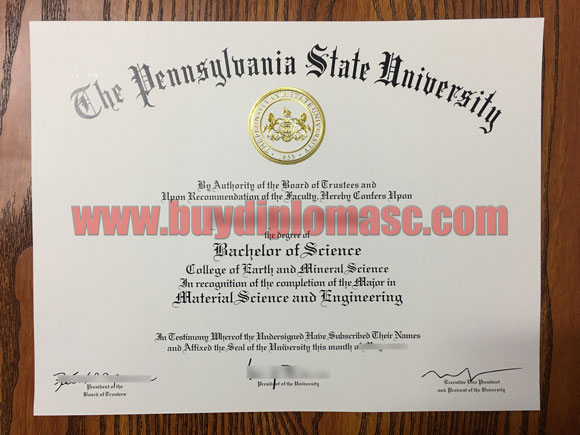 The Pennsylvania State University
By Authority of the Board of Trustees and
Upon Recommendation of the Faculty, Hereby Confers Upon
www.buydiplomasc.com
the degree of
Bachelor of Science
College of Earth and Mineral Science
In recognition of the completion of the Major in
Material Science and Engineering
In Testimony Whereof the Undersigned Have Subscribed Their Names
and Affixed the Seal of the University this month of
President of the
Board of Trustees
President of the University
Executive Vice President
and Provost of the University